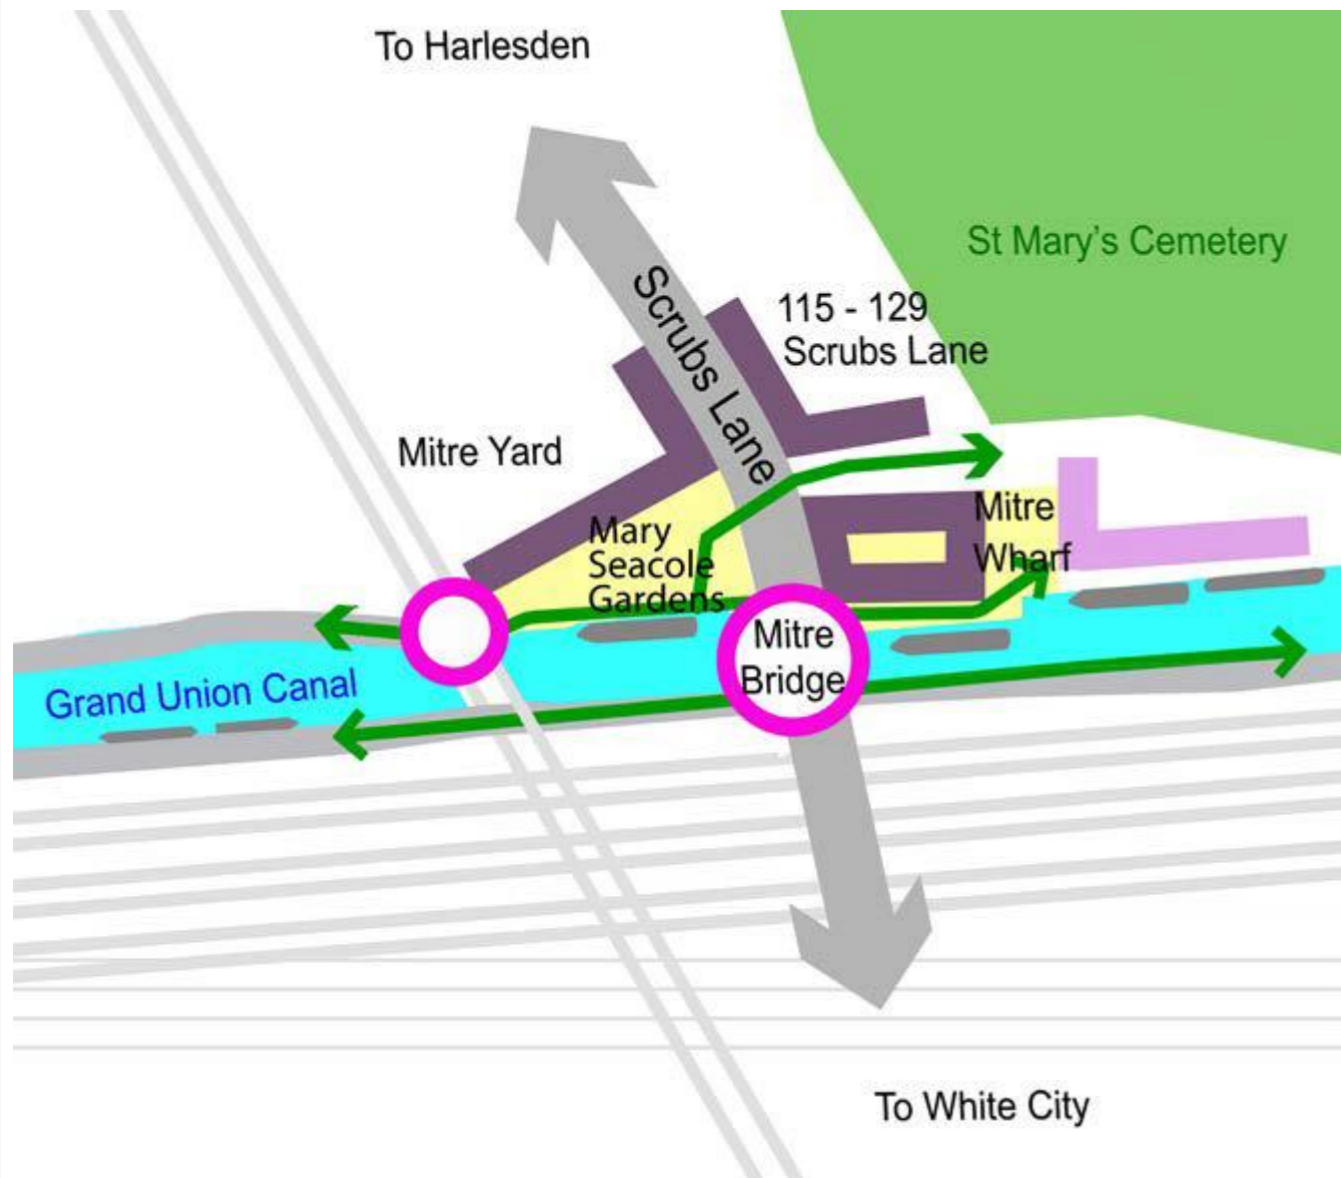 To Harlesden
St Mary's Cemetery
Scrubs Lane
115 - 129
Scrubs Lane
Mitre Yard
Mary
Seacole
Gardens
Mitre
Wharf
Mitre
Bridge
Grand Union Canal
To White City